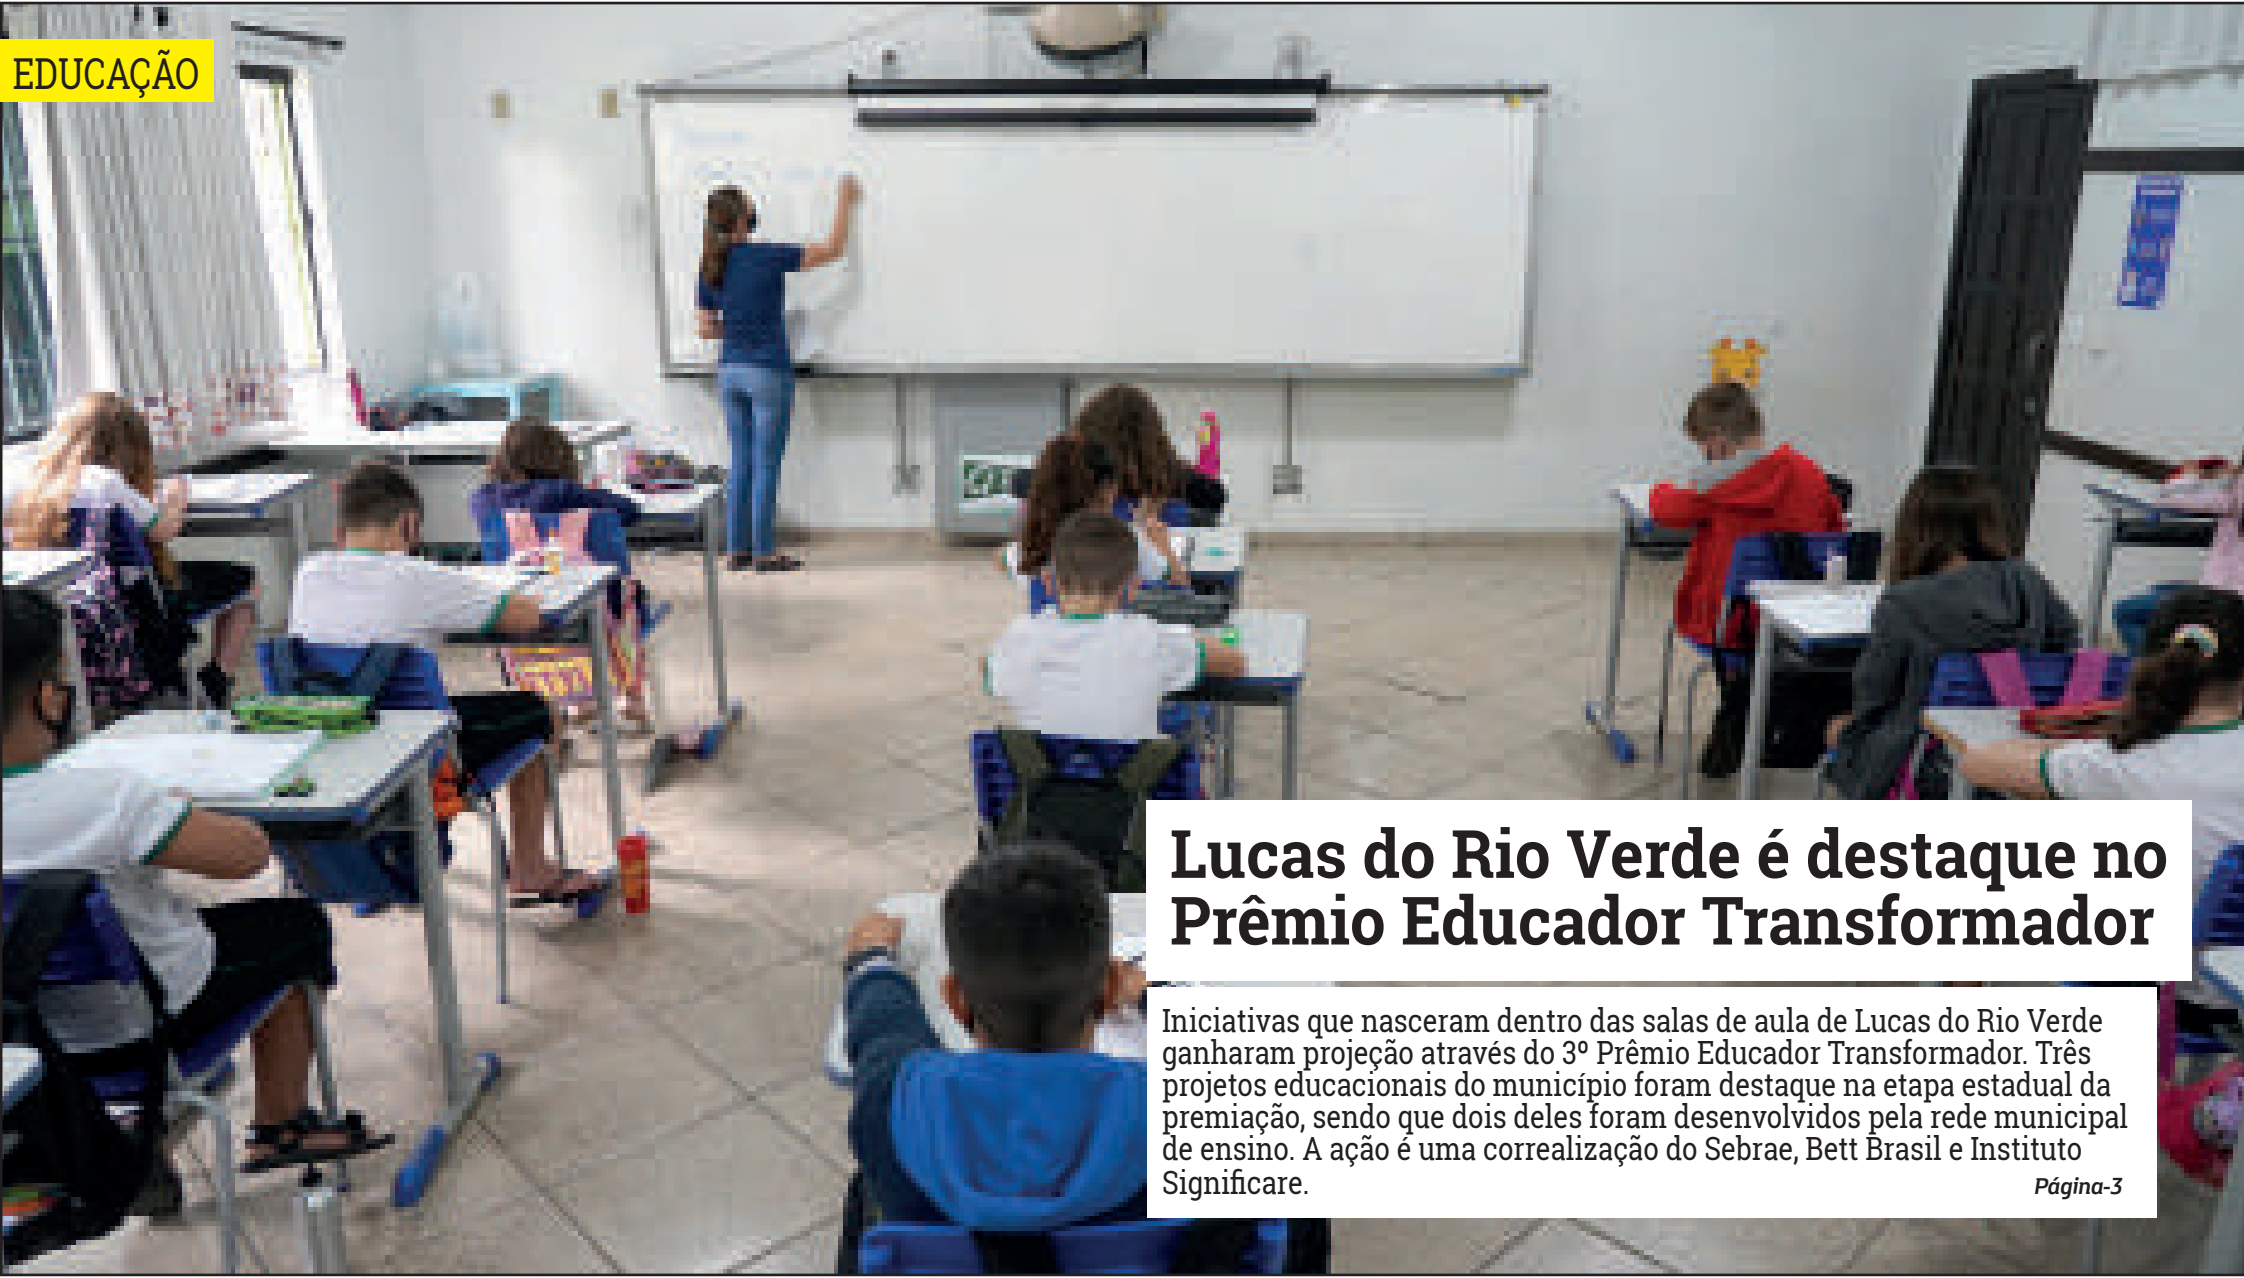 EDUCAÇÃO
Lucas do Rio Verde é destaque no
Prêmio Educador Transformador
Iniciativas que nasceram dentro das salas de aula de Lucas do Rio Verde
ganharam projeção através do 3º Prêmio Educador Transformador. Três
projetos educacionais do município foram destaque na etapa estadual da
premiação, sendo que dois deles foram desenvolvidos pela rede municipal
de ensino. A ação é uma correalização do Sebrae, Bett Brasil e Instituto
Significare.
Página-3